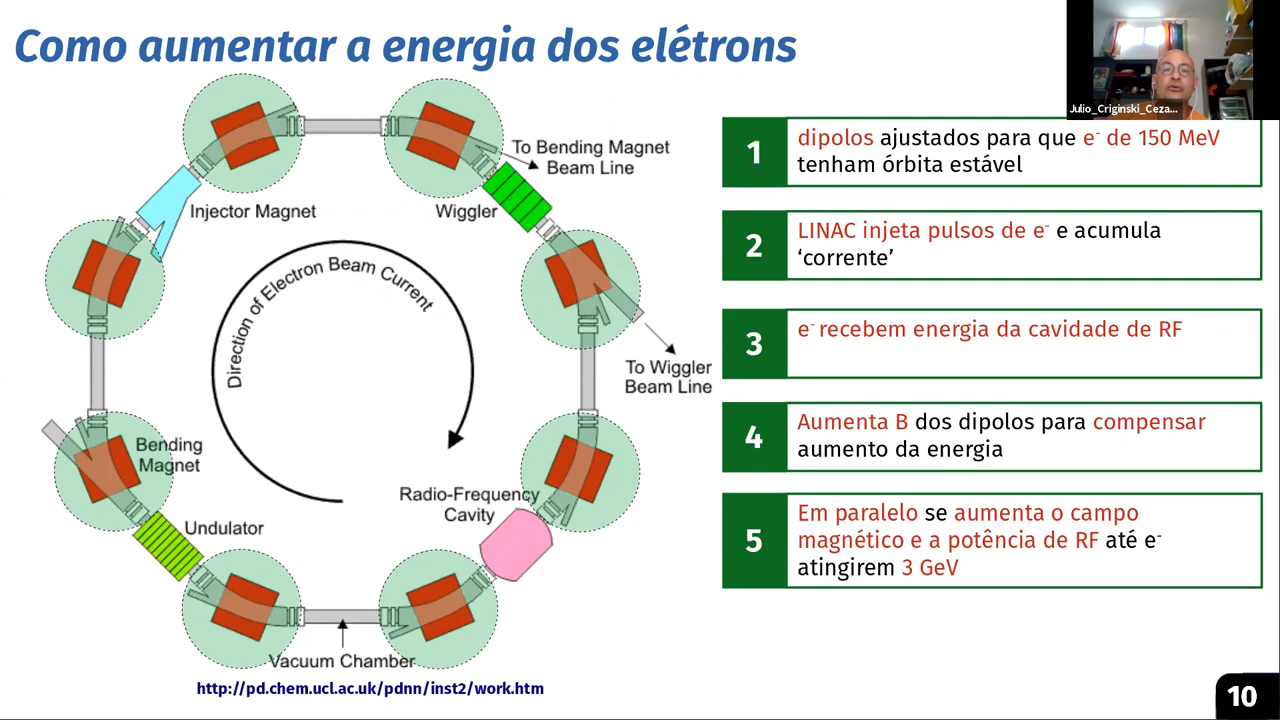 Como aumentar a energia dos elétrons
Julio_Criginski_Ceza...
To Bending Magnet
Beam Line
Injector Magnet
Wiggler
Direction of Electron Beam Current
To Wiggler
Beam Line
Bending
Magnet
Radio-Frequency
Cavity
Undulator
Vacuum Chamber
http://pd.chem.ucl.ac.uk/pdnn/inst2/work.htm
1
dipolos ajustados para que e⁻ de 150 MeV
tenham órbita estável
2
LINAC injeta pulsos de e⁻ e acumula
‘corrente’
3
e⁻ recebem energia da cavidade de RF
4
Aumenta B dos dipolos para compensar
aumento da energia
5
Em paralelo se aumenta o campo
magnético e a potência de RF até e⁻
atingirem 3 GeV
10